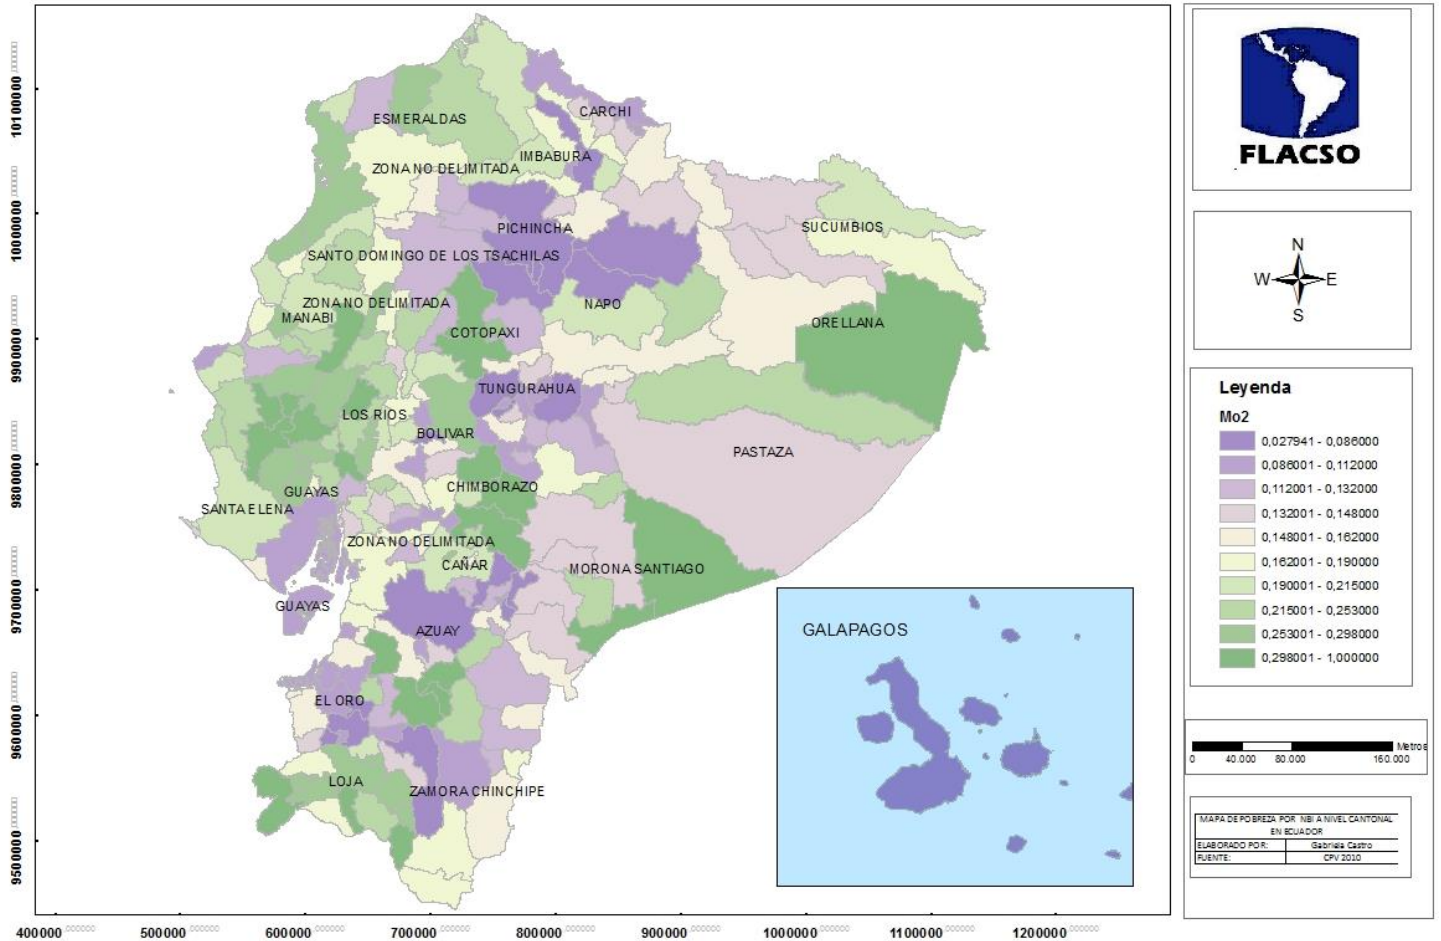 CARCHI
ESMERALDAS
IMBABURA
ZONA NO DELIMITADA
PICHINCHA
SUCUMBIOS
SANTO DOMINGO DE LOS TSACHILAS
ZONA NO DELIMITADA
NAPO
MANABI
ORELLANA
COTOPAXI
TUNGURAHUA
LOS RIOS
BOLIVAR
PASTAZA
CHIMBORAZO
GUAYAS
SANTA ELENA
ZONA NO DELIMITADA
CAÑAR
MORONA SANTIAGO
GUAYAS
AZUAY
EL ORO
LOJA
ZAMORA CHINCHIPE
GALAPAGOS
10100000
10000000
9900000
9800000
9700000
9600000
9500000
400000
500000
600000
700000
800000
900000
1000000
1100000
1200000
FLACSO
N
W E
S
Leyenda
Mo2
0,027941 - 0,086000
0,086001 - 0,112000
0,112001 - 0,132000
0,132001 - 0,148000
0,148001 - 0,162000
0,162001 - 0,190000
0,190001 - 0,215000
0,215001 - 0,253000
0,253001 - 0,298000
0,298001 - 1,000000
Metros
0 40.000 80.000 160.000
MAPA DE POBREZA POR NBI A NIVEL CANTONAL
EN ECUADOR
ELABORADO POR: Gabriela Castro
FUENTE: CPV 2010